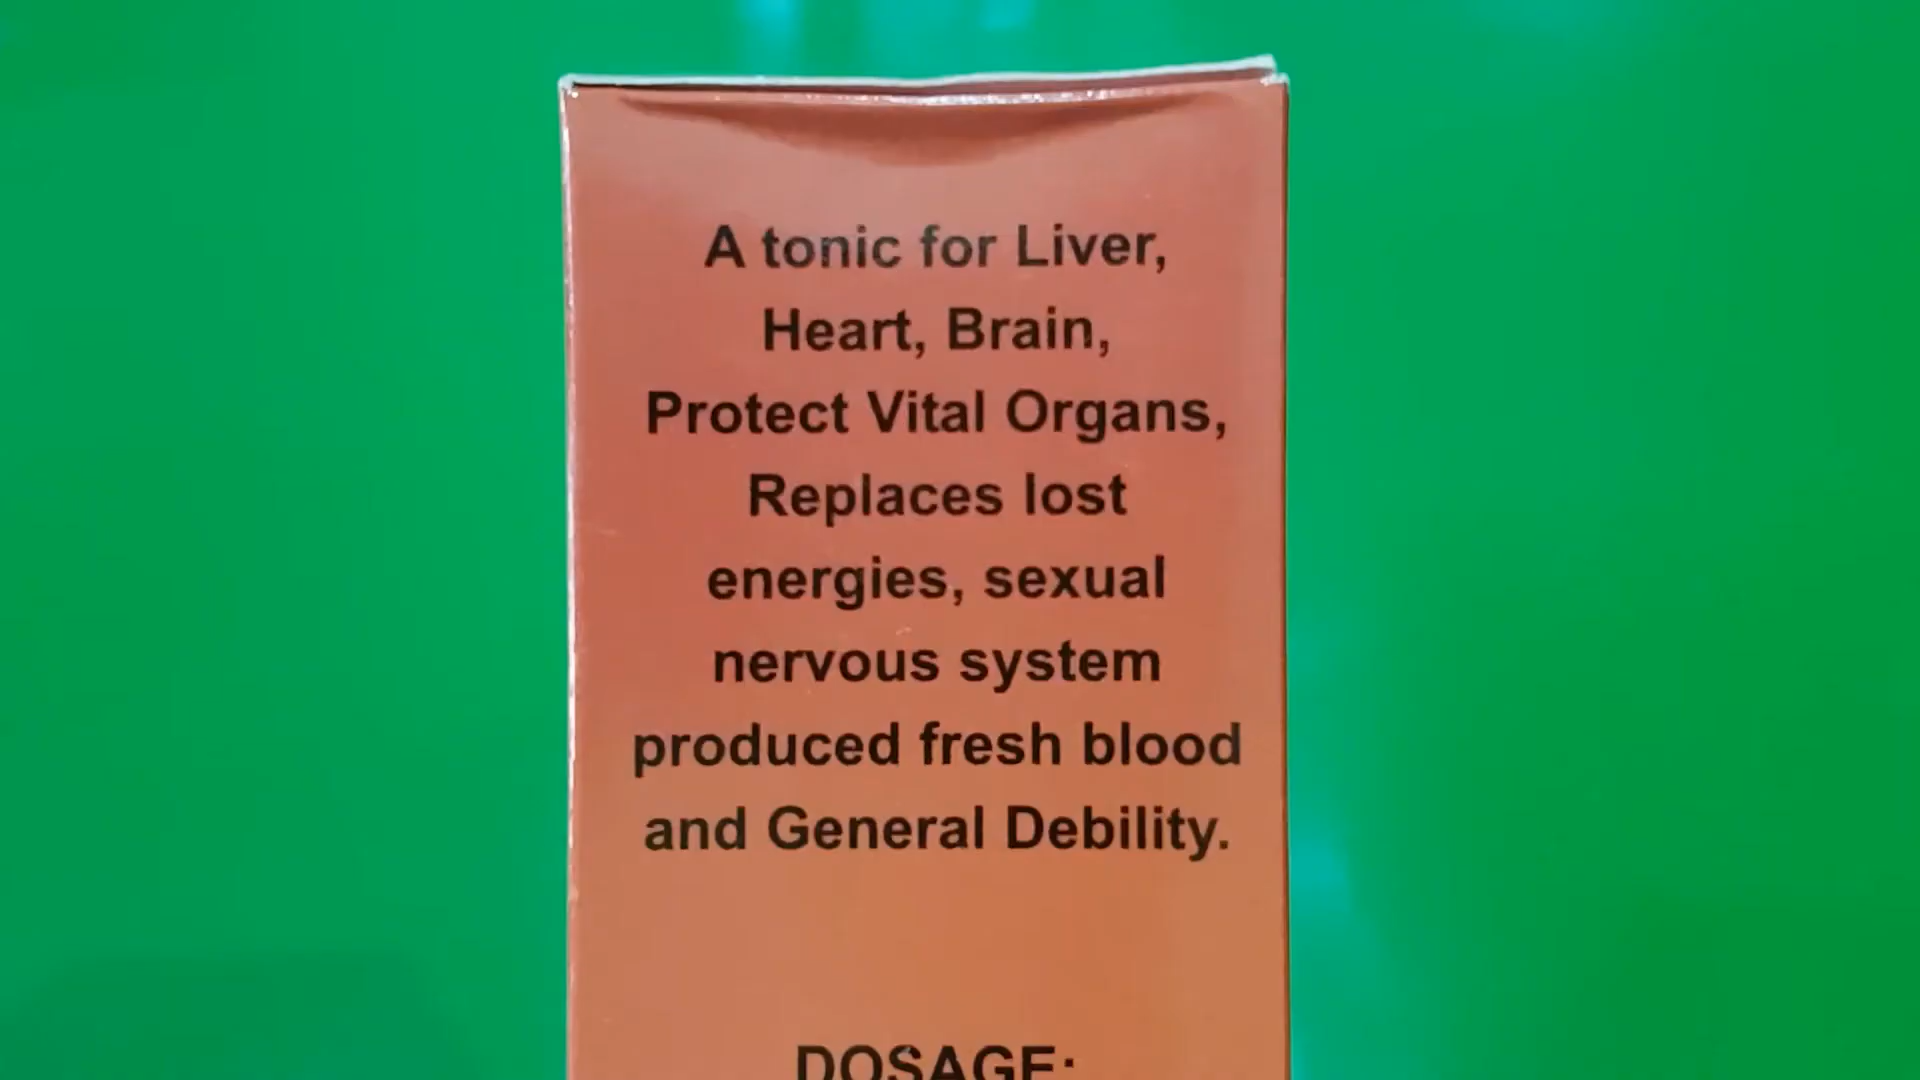 A tonic for Liver,
Heart, Brain,
Protect Vital Organs,
Replaces lost
energies, sexual
nervous system
produced fresh blood
and General Debility.
DOSAGE: